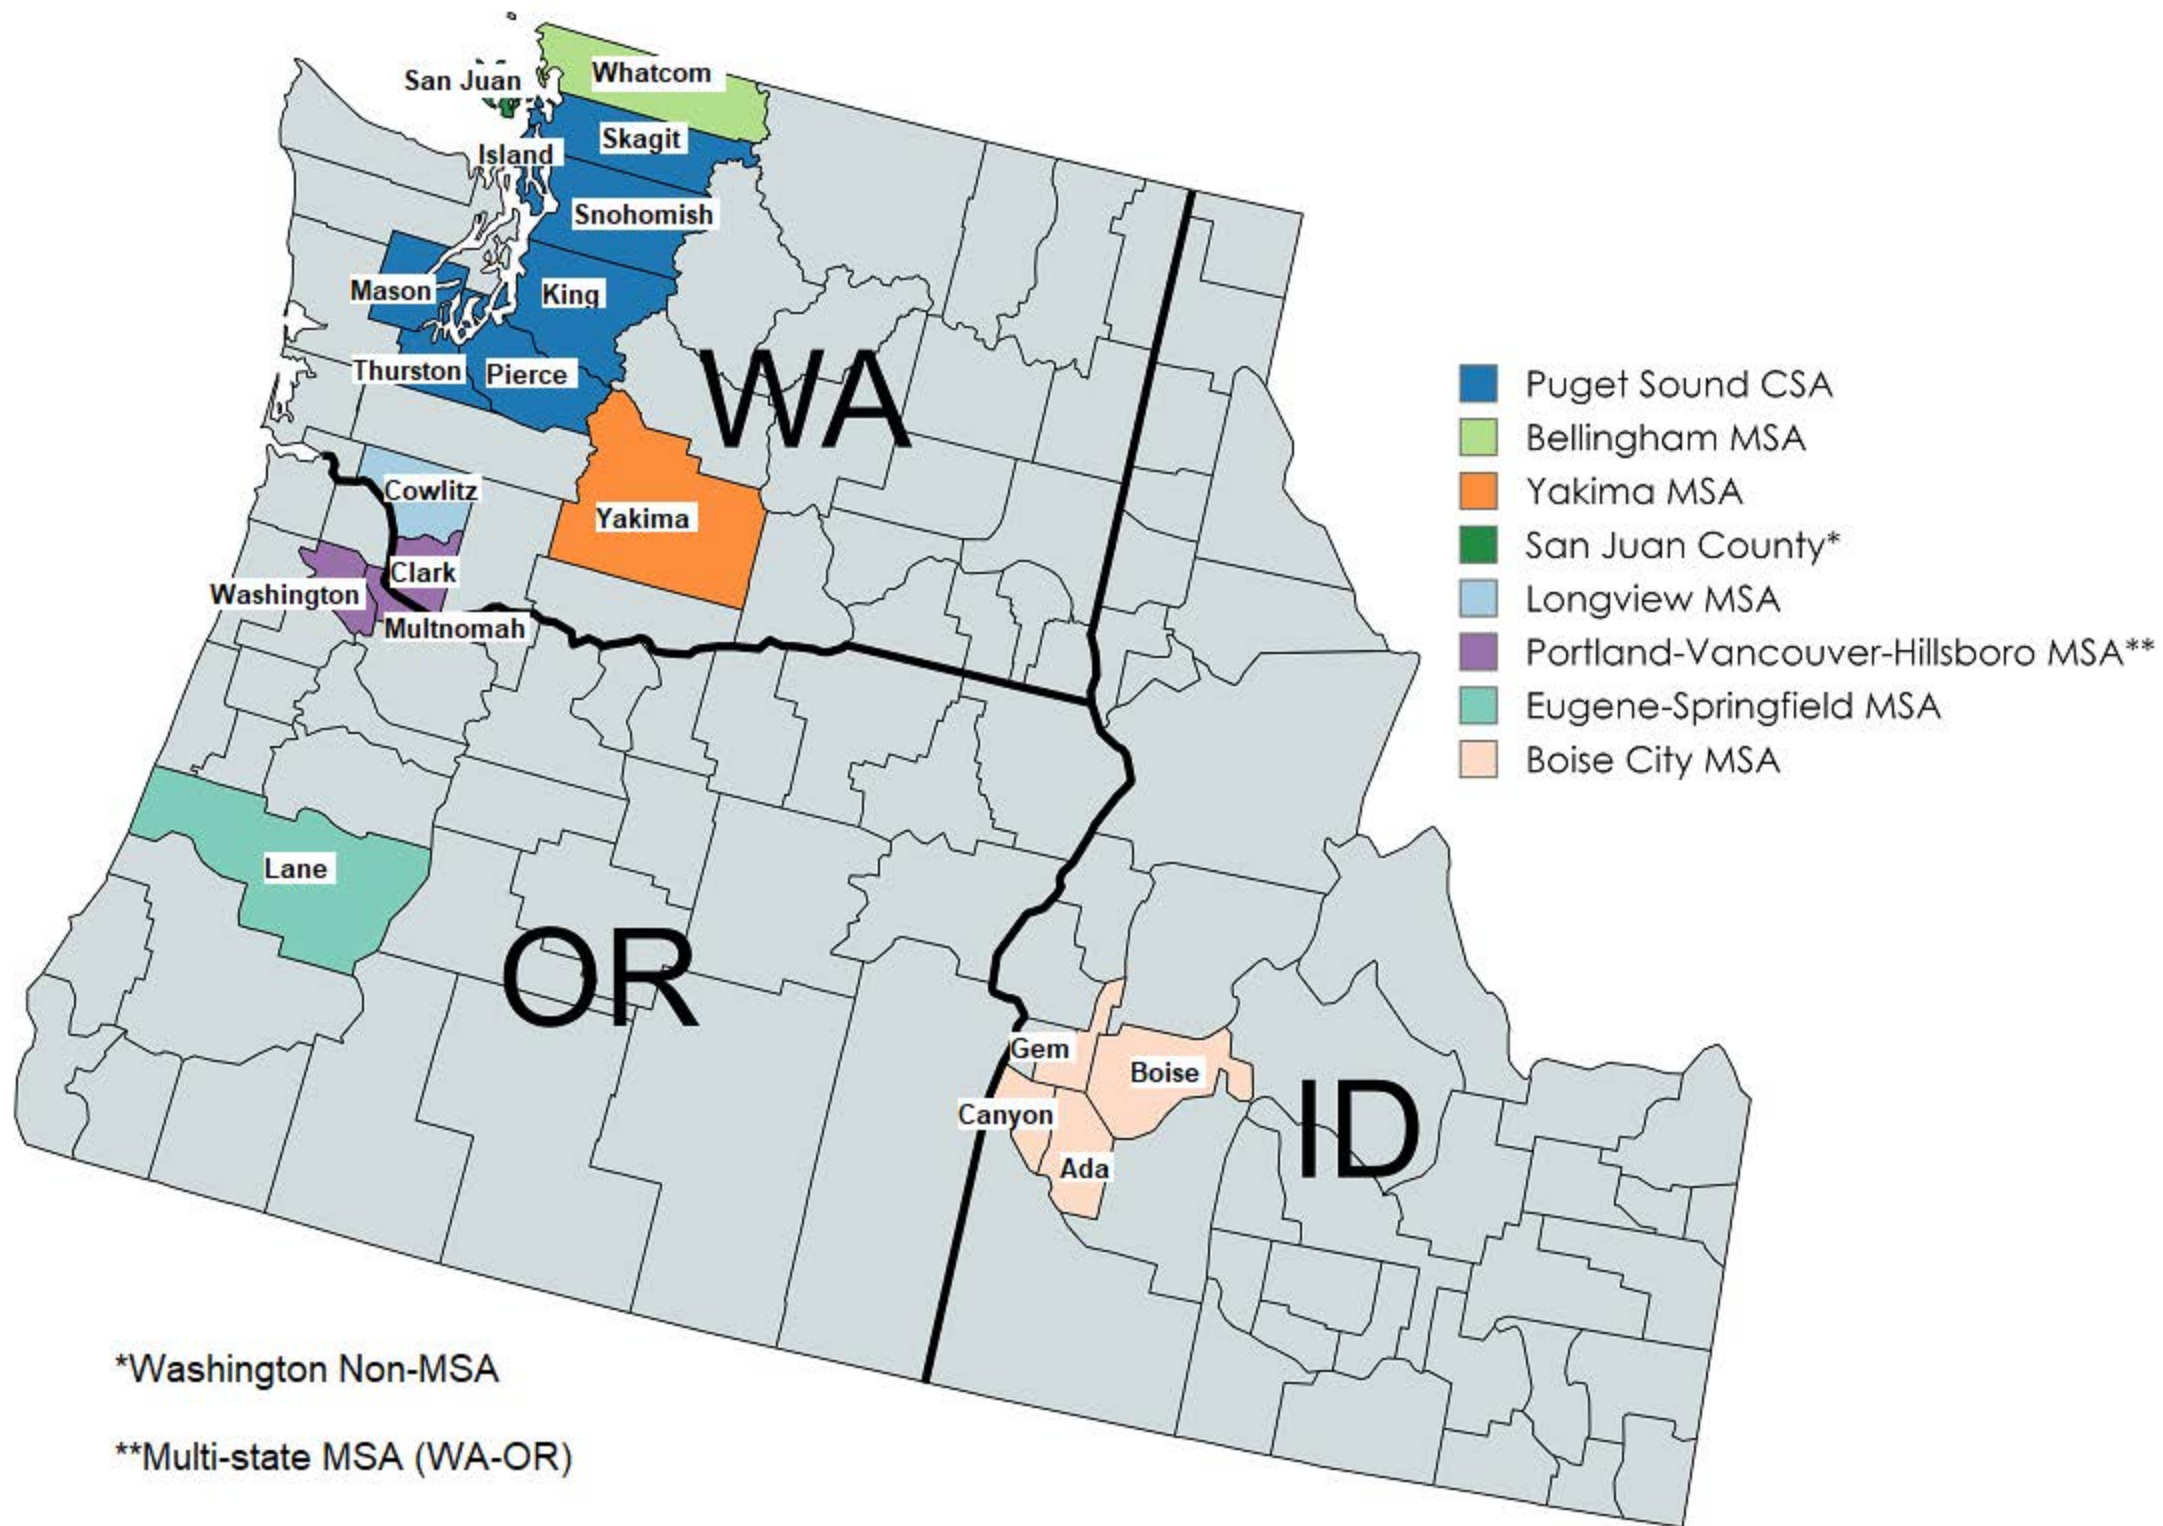 San Juan
Whatcom
Skagit
Island
Snohomish
Mason
King
Thurston
Pierce
WA
Cowlitz
Yakima
Clark
Washington
Multnomah
Lane
OR
Gem
Boise
Canyon
ID
Ada
Puget Sound CSA
Bellingham MSA
Yakima MSA
San Juan County*
Longview MSA
Portland-Vancouver-Hillsboro MSA**
Eugene-Springfield MSA
Boise City MSA
*Washington Non-MSA
**Multi-state MSA (WA-OR)